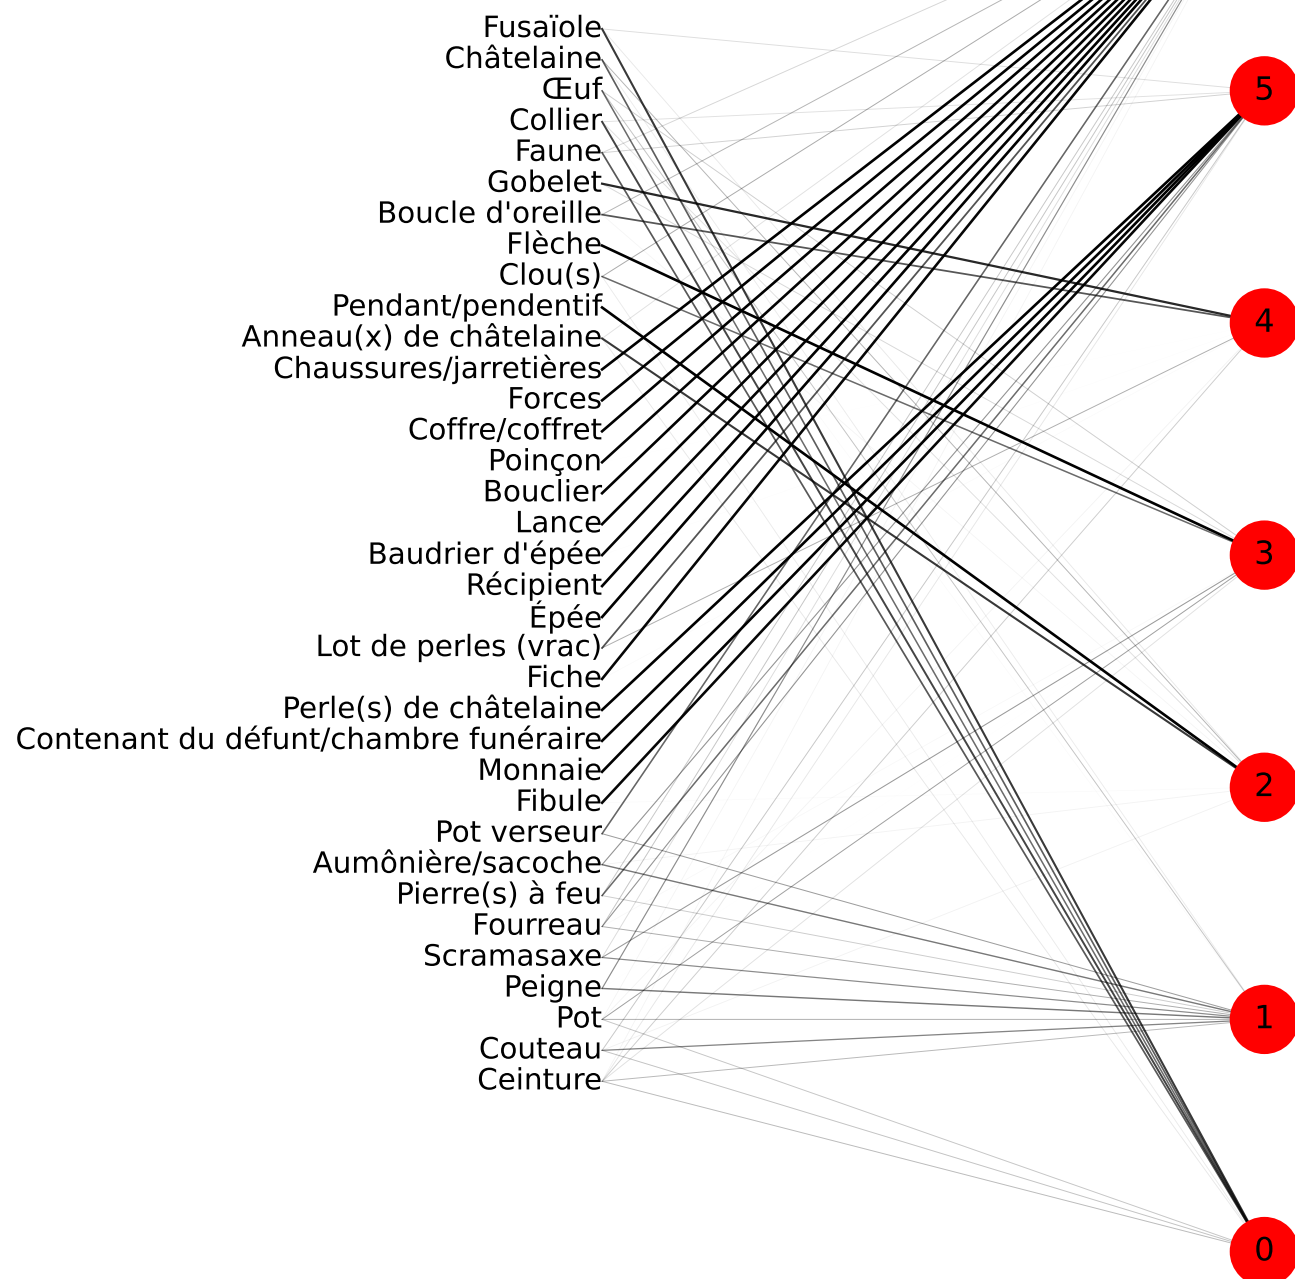 Fusaïole
Châtelaine
Œuf
Collier
Faune
Gobelet
Boucle d'oreille
Flèche
Clou(s)
Pendant/pendentif
Anneau(x) de châtelaine
Chaussures/jarretières
Forces
Coffre/coffret
Poinçon
Bouclier
Lance
Baudrier d'épée
Récipient
Épée
Lot de perles (vrac)
Fiche
Perle(s) de châtelaine
Contenant du défunt/chambre funéraire
Monnaie
Fibule
Pot verseur
Aumônière/sacoche
Pierre(s) à feu
Fourreau
Scramasaxe
Peigne
Pot
Couteau
Ceinture
5
4
3
2
1
0